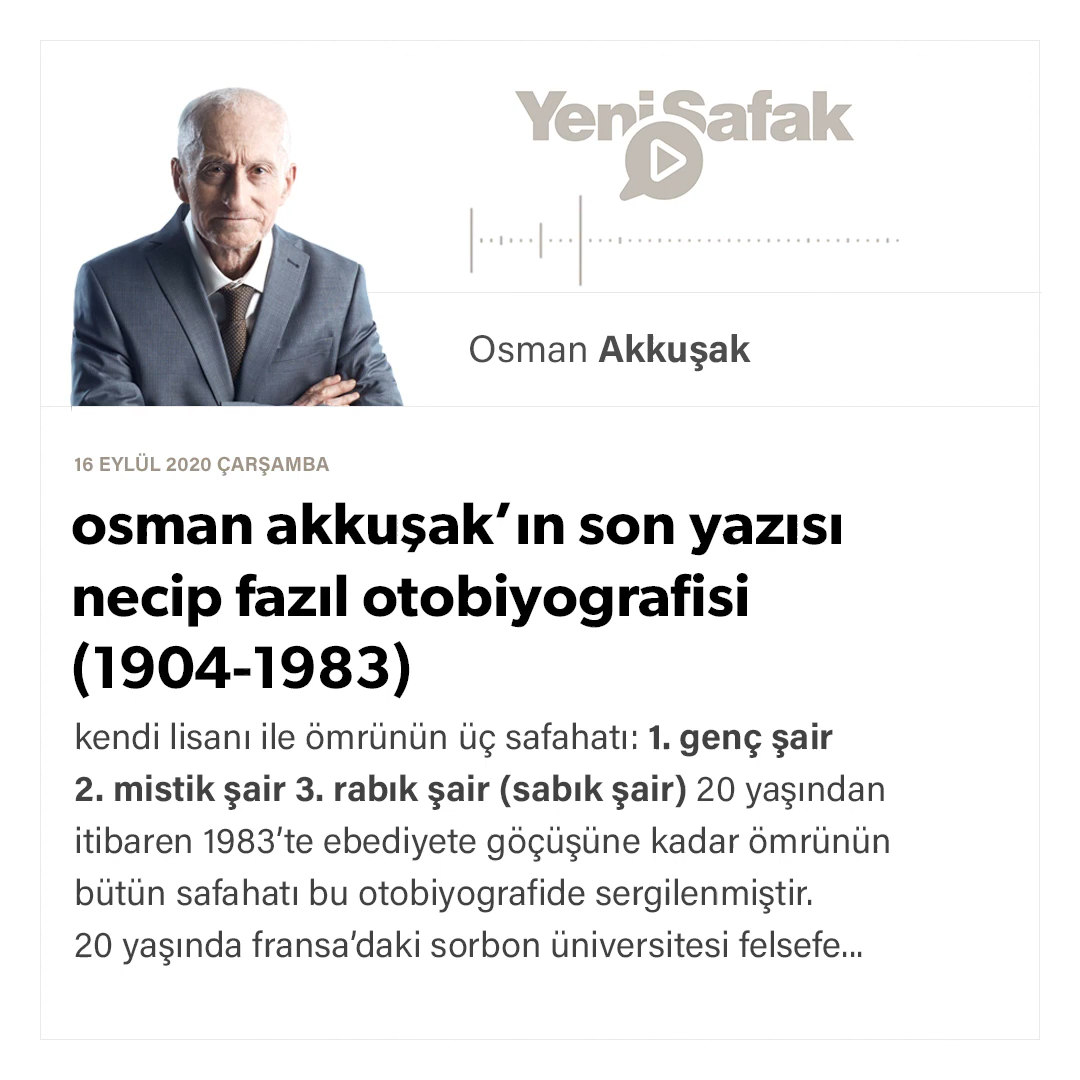 Yeni Şafak
Osman Akkuşak
16 EYLÜL 2020 ÇARŞAMBA
osman akkuşak’ın son yazısı
necip fazıl otobiyografisi
(1904-1983)
kendi lisanı ile ömrünün üç safahatı: 1. genç şair
2. mistik şair 3. rabık şair (sabık şair) 20 yaşından
itibaren 1983’te ebediyete göçüşüne kadar ömrünün
bütün safahatı bu otobiyografide sergilenmiştir.
20 yaşında fransa’daki sorbon üniversitesi felsefe...